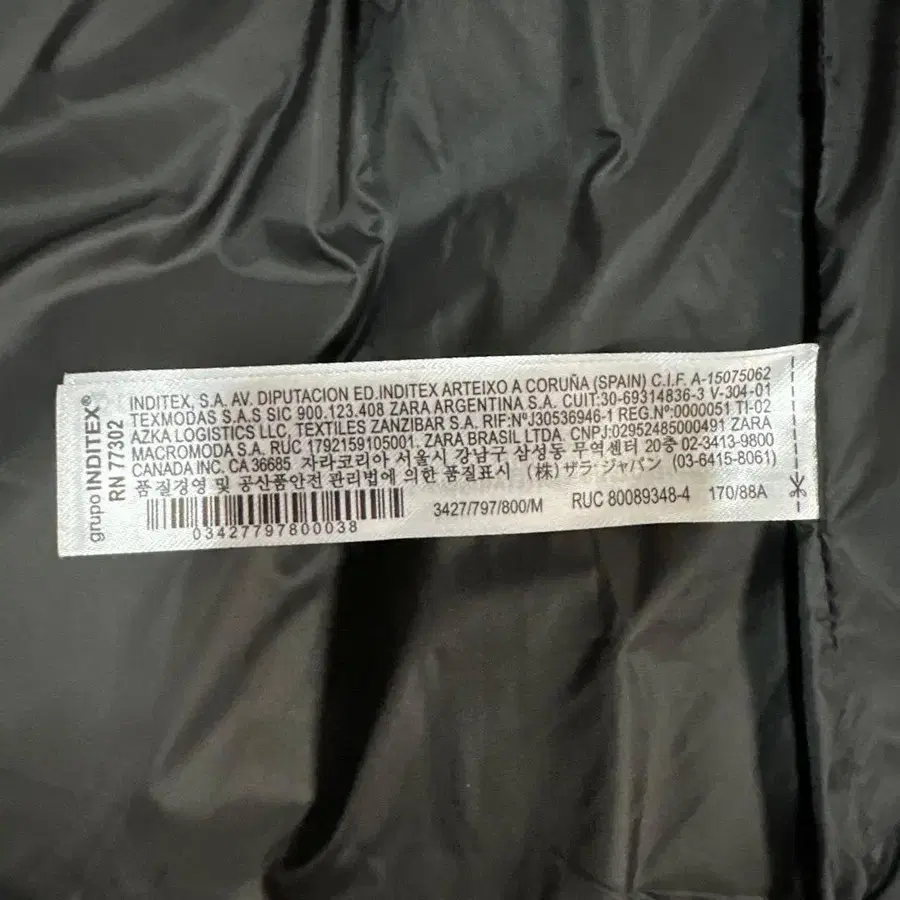 grupo INDITEX®
RN 77302
INDITEX, S.A. AV. DIPUTACION ED.INDITEX ARTEIXO A CORUÑA (SPAIN) C.I.F. A-15075062
TEXMODAS S.A.S SIC 900.123.408 ZARA ARGENTINA S.A. CUIT:30-69314836-3 V-304-01
AZKA LOGISTICS LLC TEXTILES ZANZIBAR S.A. RIF:NºJ30536946-1 REG.Nº:0000051 TI-02
MACROMODA S.A. RUC 1792159105001. ZARA BRASIL LTDA. CNPJ:02952485000491 ZARA
CANADA INC. CA 36685 자라코리아 서울시 강남구 삼성동 무역센터 20층 02-3413-9800
품질경영 및 공산품안전 관리법에 의한 품질표시 (株) ザラ・ジャパン (03-6415-8061)
03427797800038 3427/797/800/M RUC 80089348-4 170/88A